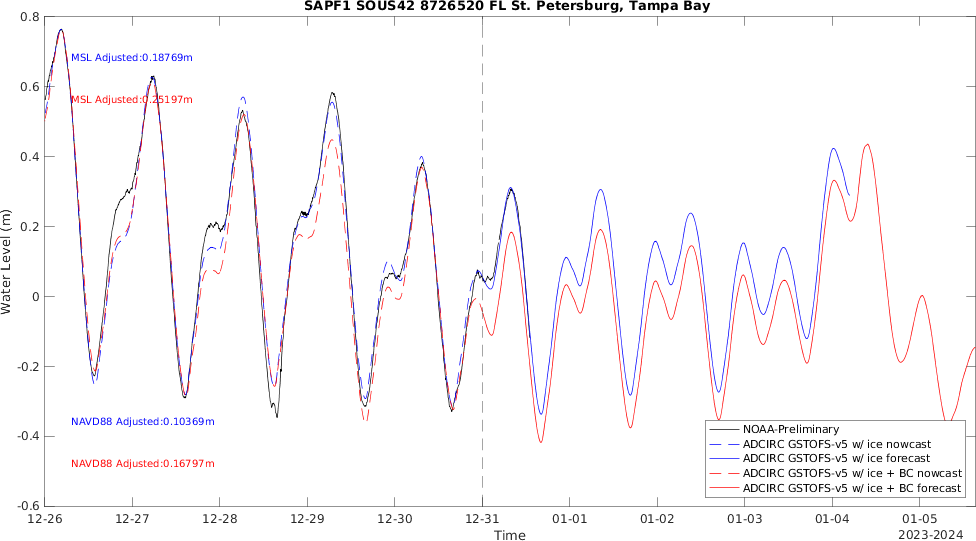 SAPF1 SOUS42 8726520 FL St. Petersburg, Tampa Bay
0.8
0.6
0.4
0.2
0
-0.2
-0.4
-0.6
Water Level (m)
MSL Adjusted:0.18769m
MSL Adjusted:0.25197m
NAVD88 Adjusted:0.10369m
NAVD88 Adjusted:0.16797m
NOAA-Preliminary
ADCIRC GSTOFS-v5 w/ ice nowcast
ADCIRC GSTOFS-v5 w/ ice forecast
ADCIRC GSTOFS-v5 w/ ice + BC nowcast
ADCIRC GSTOFS-v5 w/ ice + BC forecast
12-26 12-27 12-28 12-29 12-30 12-31 01-01 01-02 01-03 01-04 01-05
Time
2023-2024